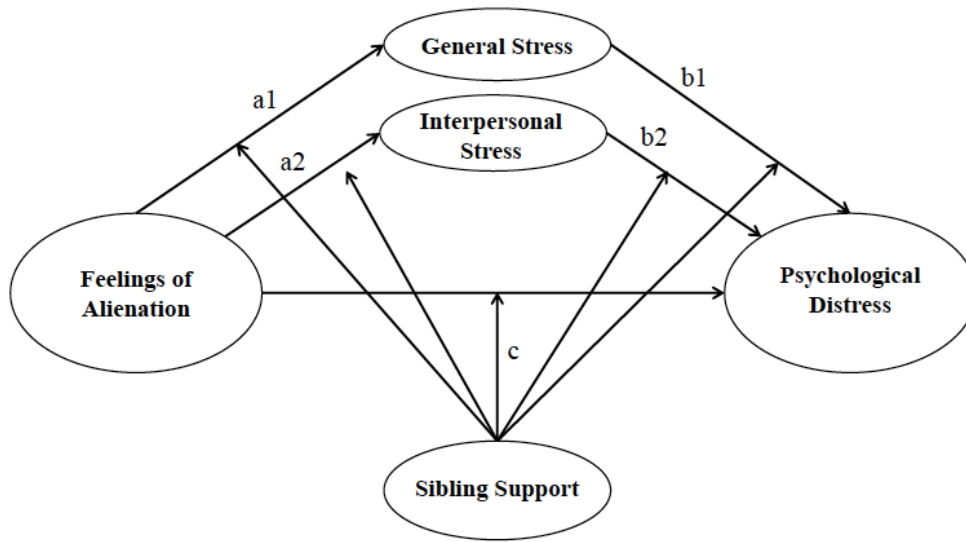 General Stress
b1
a1
Interpersonal
Stress
b2
a2
Feelings of
Alienation
Psychological
Distress
c
Sibling Support